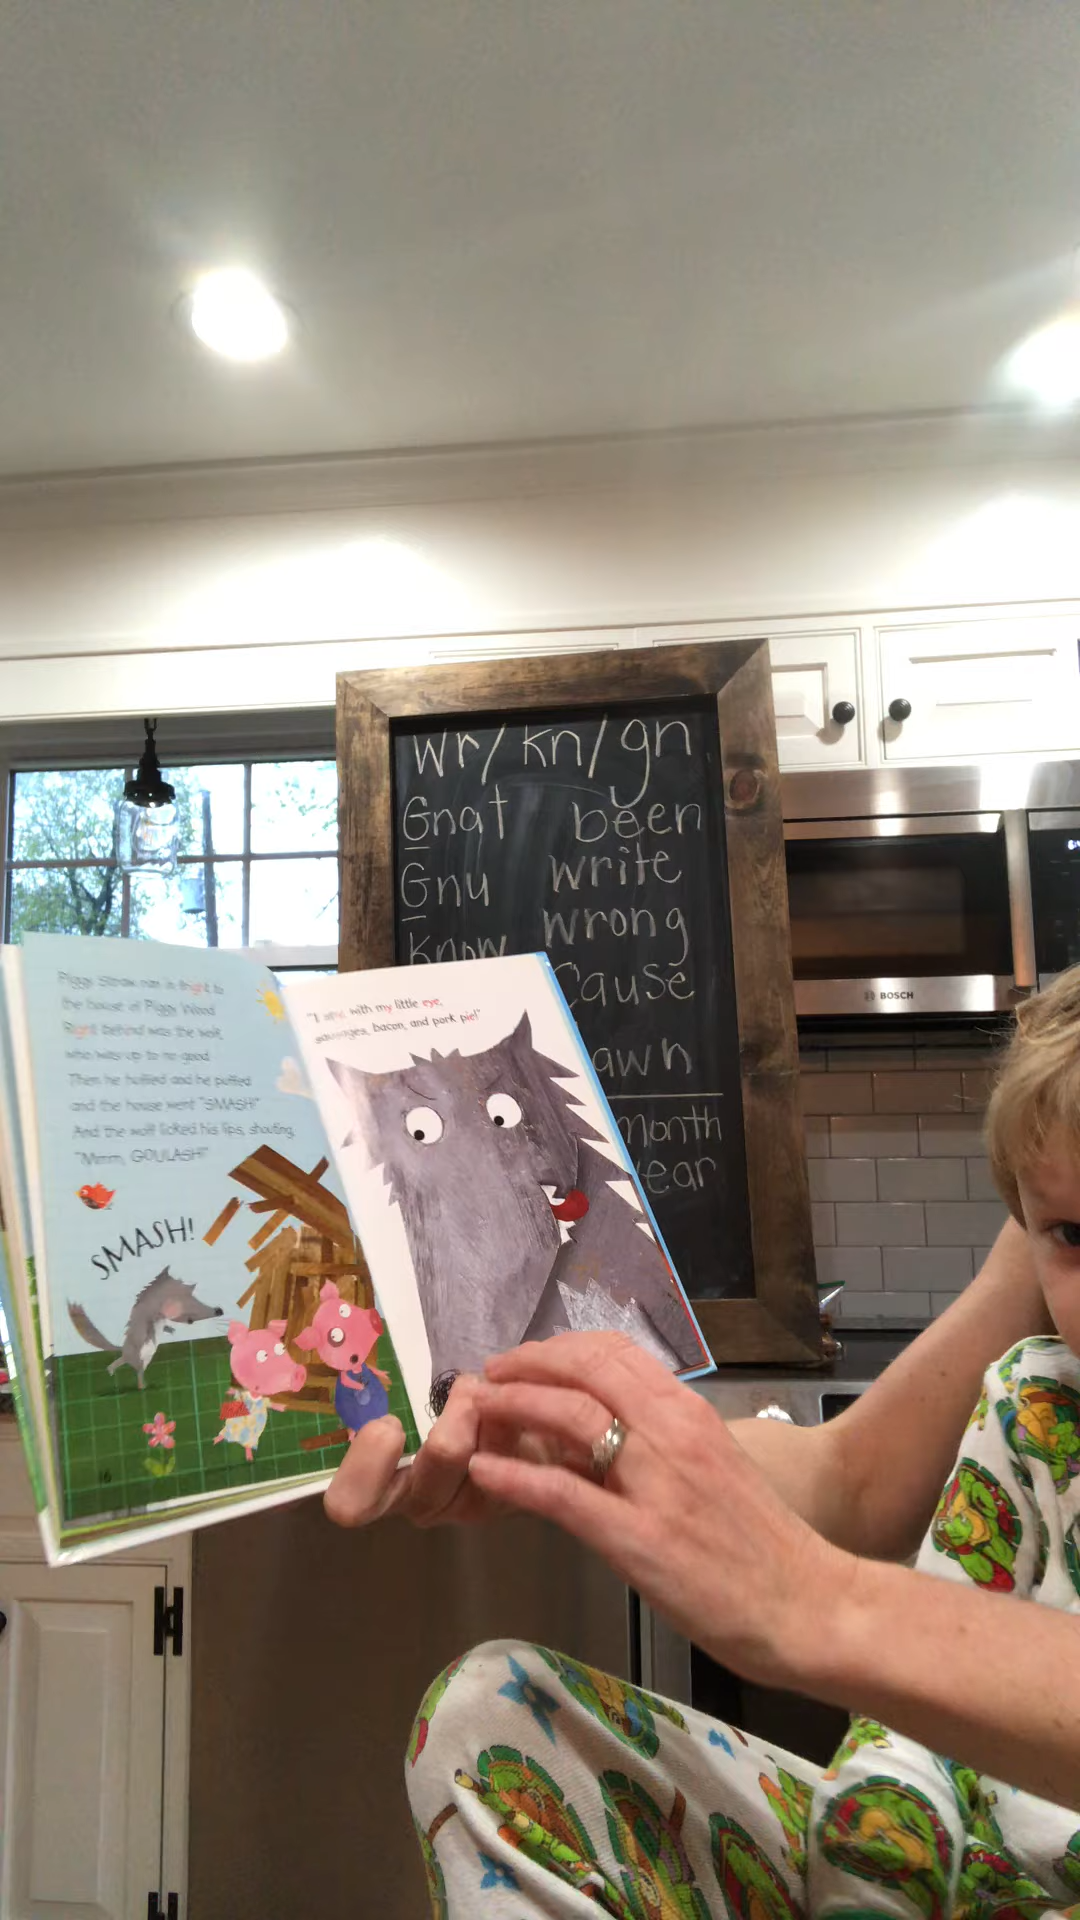 wr/kn/gn
Gnat been
Gnu write
know wrong
Cause
awn
month
ear
BOSCH
Piggy Straw ran in fright to
the house of Piggy Wood
Right behind was the wolf,
who was up to no good.
Then he huffed and he puffed
and the house went "SMASH!"
And the wolf licked his lips, shouting,
"Mmm, GOULASH!"
SMASH!
16
"I spy, with my little eye,
sausages, bacon, and pork pie!"